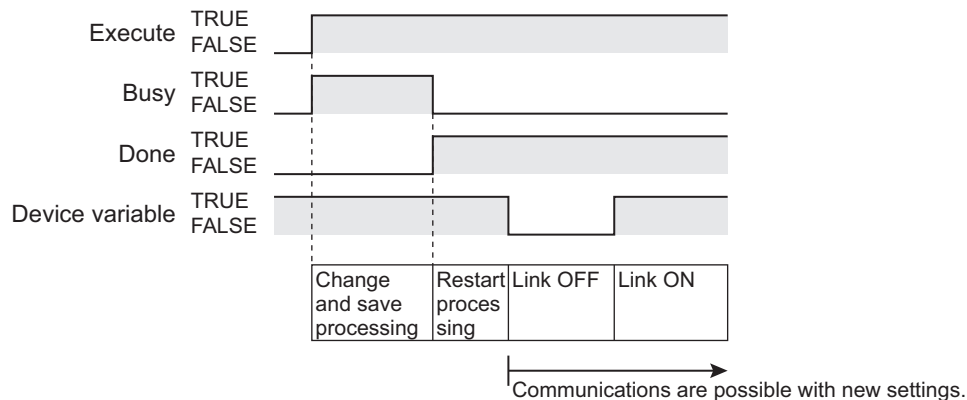 Execute TRUE
FALSE
Busy TRUE
FALSE
Done TRUE
FALSE
Device variable TRUE
FALSE
Change
and save
processing
Restart
proces
sing
Link OFF
Link ON
Communications are possible with new settings.